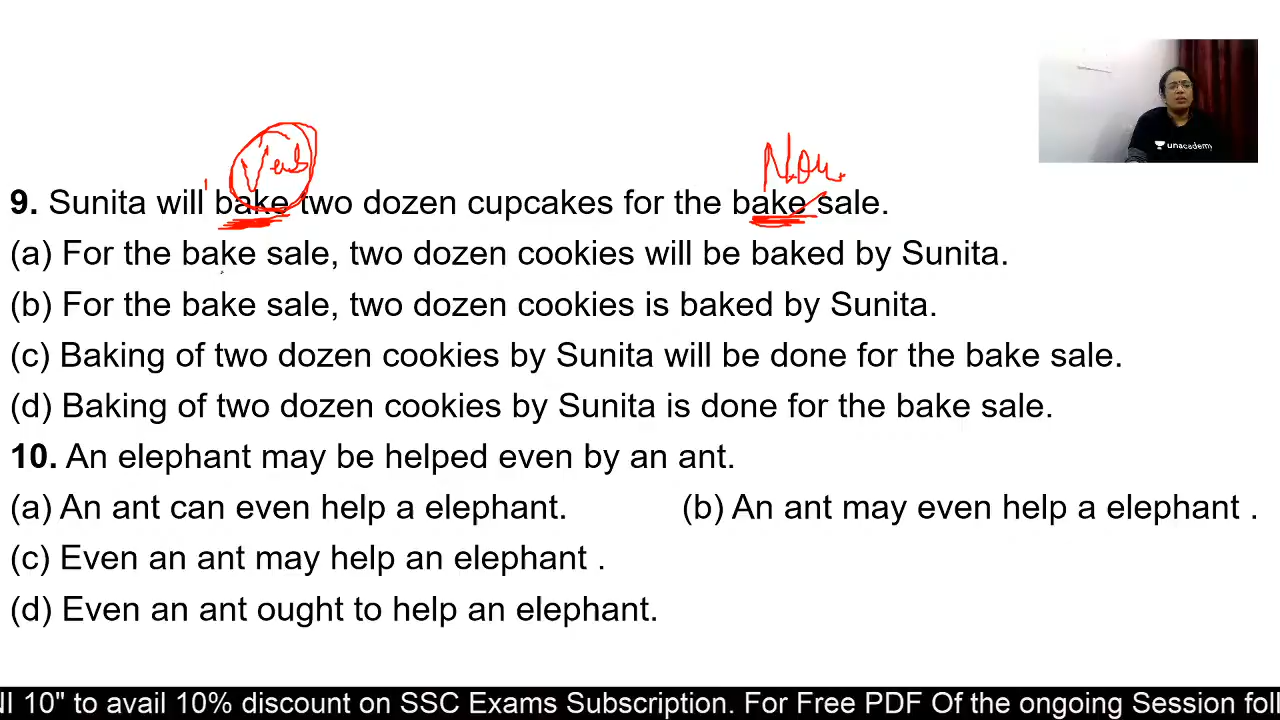 unacademy
Verb
Noun
9. Sunita will bake two dozen cupcakes for the bake sale.
(a) For the bake sale, two dozen cookies will be baked by Sunita.
(b) For the bake sale, two dozen cookies is baked by Sunita.
(c) Baking of two dozen cookies by Sunita will be done for the bake sale.
(d) Baking of two dozen cookies by Sunita is done for the bake sale.
10. An elephant may be helped even by an ant.
(a) An ant can even help a elephant. (b) An ant may even help a elephant .
(c) Even an ant may help an elephant .
(d) Even an ant ought to help an elephant.
10" to avail 10% discount on SSC Exams Subscription. For Free PDF Of the ongoing Session